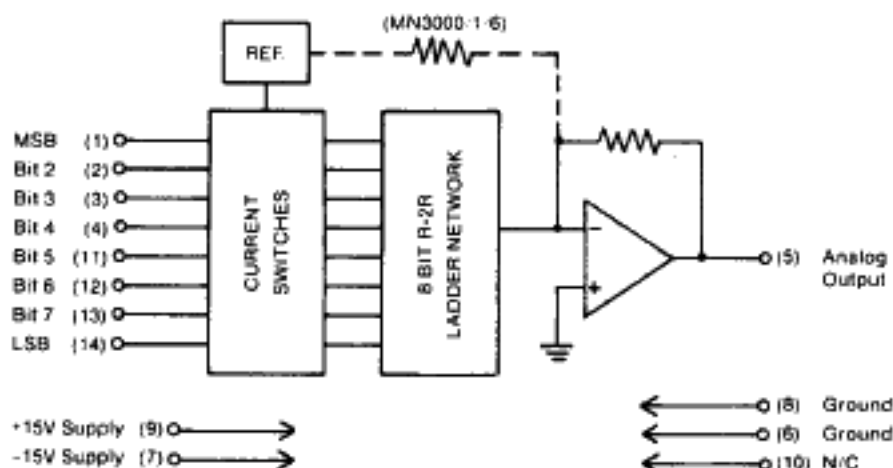 (MN3000-1-6)
REF.
MSB (1)
Bit 2 (2)
Bit 3 (3)
Bit 4 (4)
Bit 5 (11)
Bit 6 (12)
Bit 7 (13)
LSB (14)
CURRENT
SWITCHES
8 BIT R-2R
LADDER NETWORK
(5) Analog
Output
+15V Supply (9)
-15V Supply (7)
(8) Ground
(6) Ground
(10) N/C